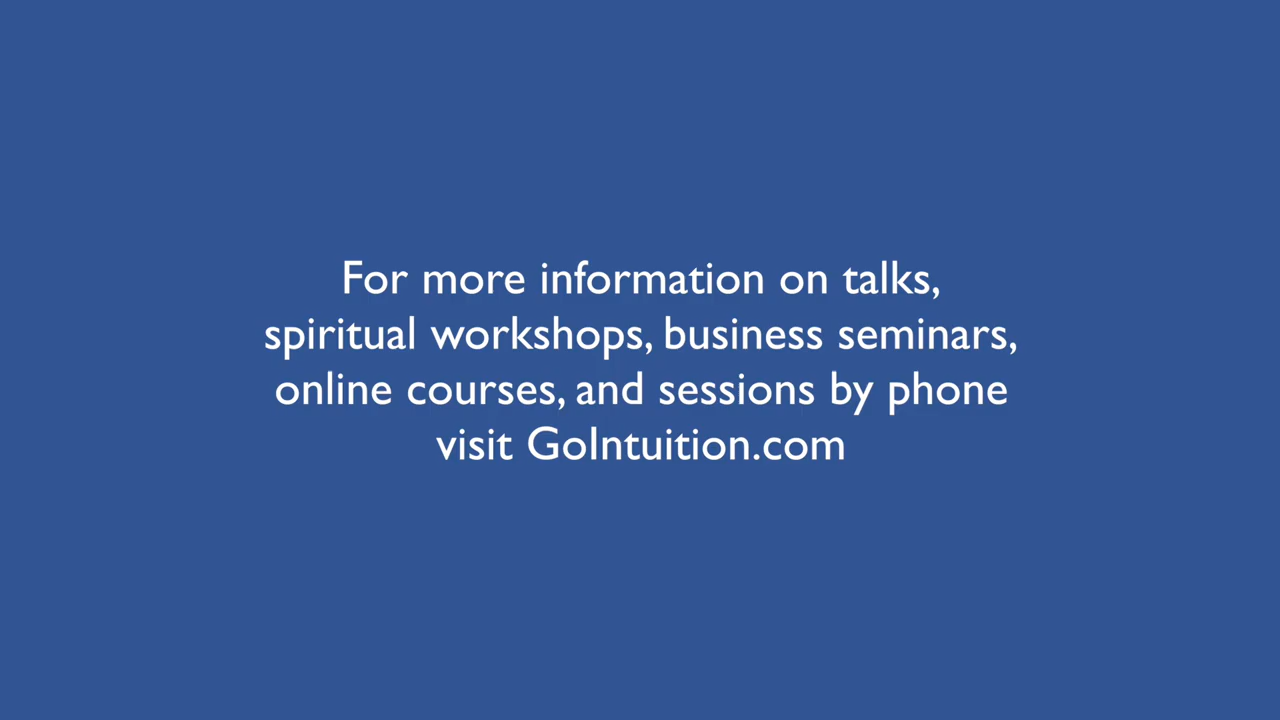 For more information on talks,
spiritual workshops, business seminars,
online courses, and sessions by phone
visit GoIntuition.com